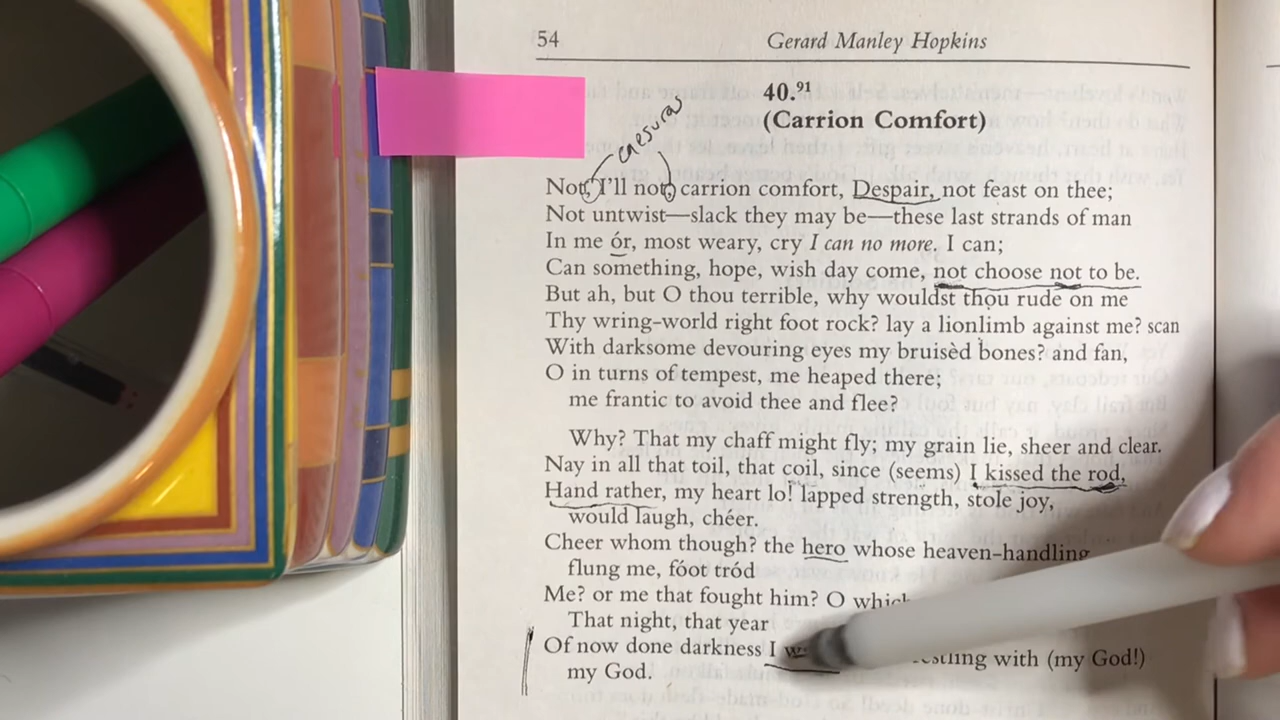 54
Gerard Manley Hopkins
40.91
(Carrion Comfort)
caesuras
Not, I'll not, carrion comfort, Despair, not feast on thee;
Not untwist—slack they may be—these last strands of man
In me ór, most weary, cry I can no more. I can;
Can something, hope, wish day come, not choose not to be.
But ah, but O thou terrible, why wouldst thou rude on me
Thy wring-world right foot rock? lay a lionlimb against me? scan
With darksome devouring eyes my bruisèd bones? and fan,
O in turns of tempest, me heaped there;
me frantic to avoid thee and flee?
Why? That my chaff might fly; my grain lie, sheer and clear.
Nay in all that toil, that coil, since (seems) I kissed the rod,
Hand rather, my heart lo! lapped strength, stole joy,
would laugh, chéer.
Cheer whom though? the hero whose heaven-handling
flung me, fóot tród
Me? or me that fought him? O
That night, that year
Of now done darkness I with (my God!)
my God.